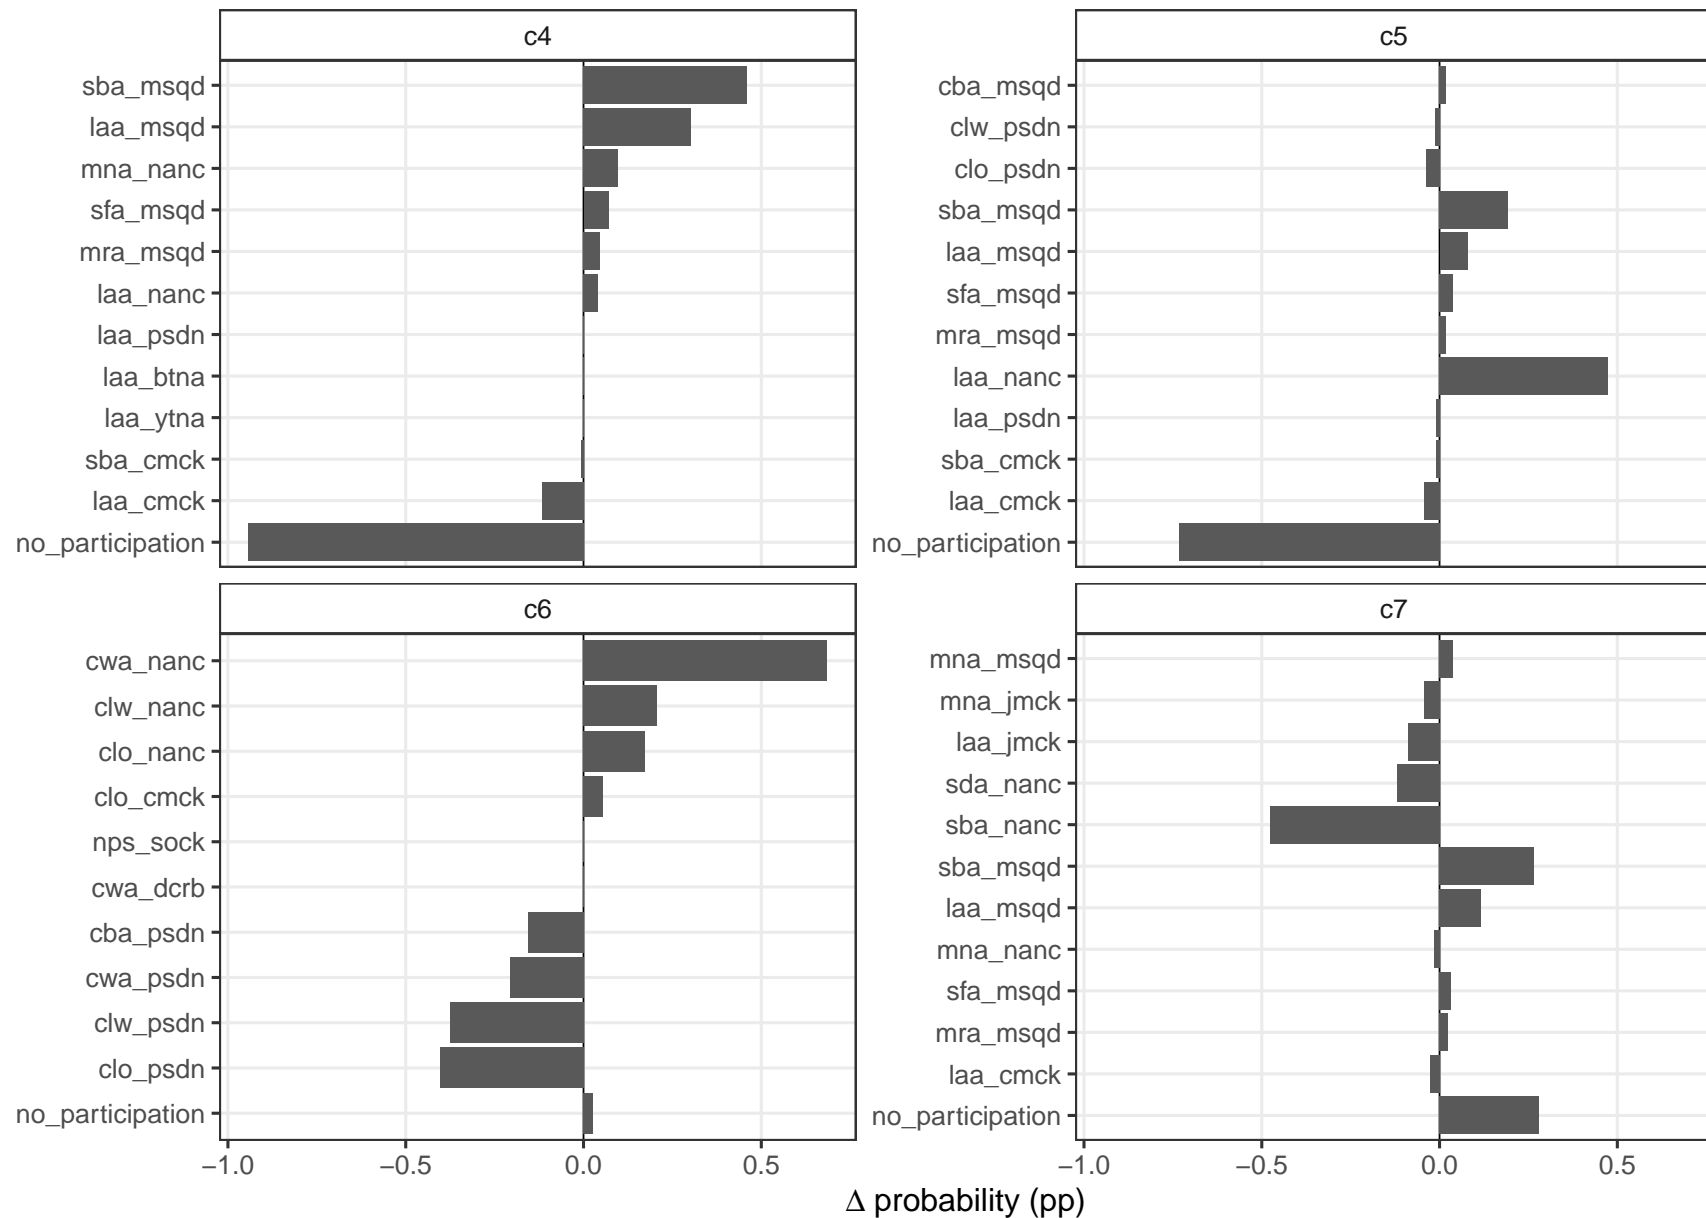 c4
sba_msqd
laa_msqd
mna_nanc
sfa_msqd
mra_msqd
laa_nanc
laa_psdn
laa_btna
laa_ytna
sba_cmck
laa_cmck
no_participation
c5
cba_msqd
clw_psdn
clo_psdn
sba_msqd
laa_msqd
sfa_msqd
mra_msqd
laa_nanc
laa_psdn
sba_cmck
laa_cmck
no_participation
c6
cwa_nanc
clw_nanc
clo_nanc
clo_cmck
nps_sock
cwa_dcrb
cba_psdn
cwa_psdn
clw_psdn
clo_psdn
no_participation
−1.0 −0.5 0.0 0.5
c7
mna_msqd
mna_jmck
laa_jmck
sda_nanc
sba_nanc
sba_msqd
laa_msqd
mna_nanc
sfa_msqd
mra_msqd
laa_cmck
no_participation
−1.0 −0.5 0.0 0.5
Δ probability (pp)